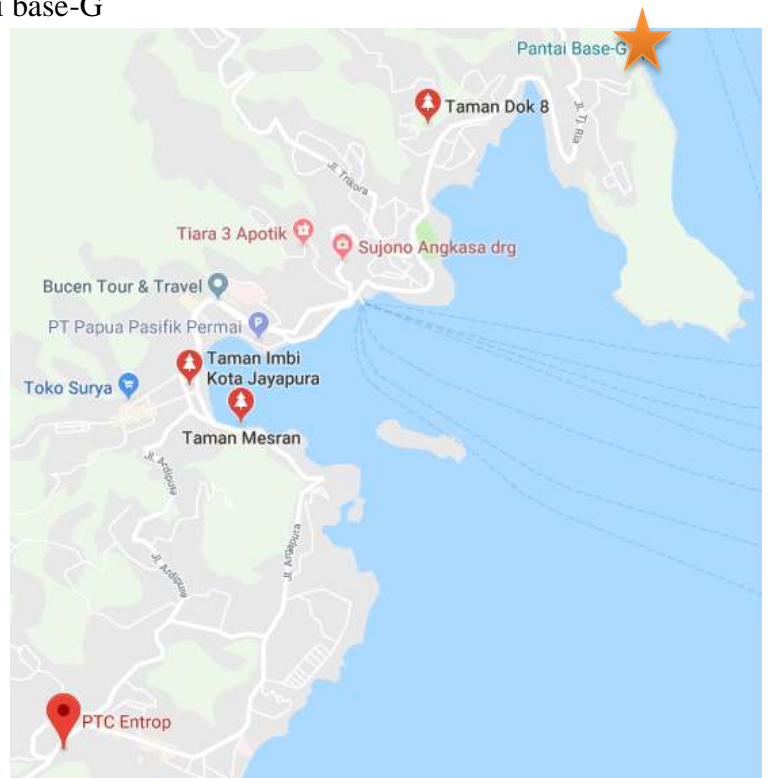 i base-G
Pantai Base-G
Taman Dok 8
Jl. Tj. Ria
Jl. Trikora
Tiara 3 Apotik
Sujono Angkasa drg
Bucen Tour & Travel
PT Papua Pasifik Permai
P
Taman Imbi
Kota Jayapura
Toko Surya
Taman Mesran
Jl. Ardipura
Jl. Argapura
Jl. Ardipura
PTC Entrop